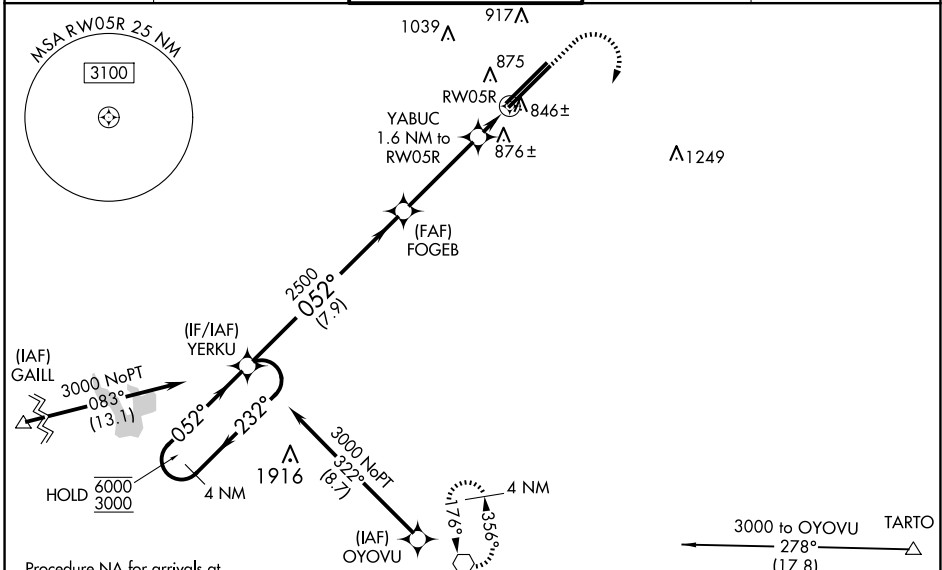 MSA RW05R 25 NM
3100
1039
917
875
RW05R
846±
YABUC
1.6 NM to
RW05R
876±
1249
(FAF)
FOGEB
2500
052°
(7.9)
(IF/IAF)
YERKU
(IAF)
GAILL
3000 NoPT
083°
(13.1)
052°
232°
HOLD 6000
3000
4 NM
1916
3000 NoPT
322°
(8.7)
(IAF)
OYOVU
4 NM
176°
356°
3000 to OYOVU
278°
(17.8)
TARTO
Procedure NA for arrivals at